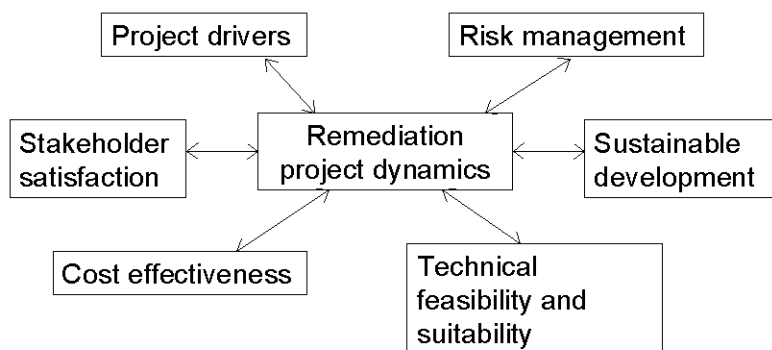 Project drivers
Risk management
Stakeholder
satisfaction
Remediation
project dynamics
Sustainable
development
Cost effectiveness
Technical
feasibility and
suitability